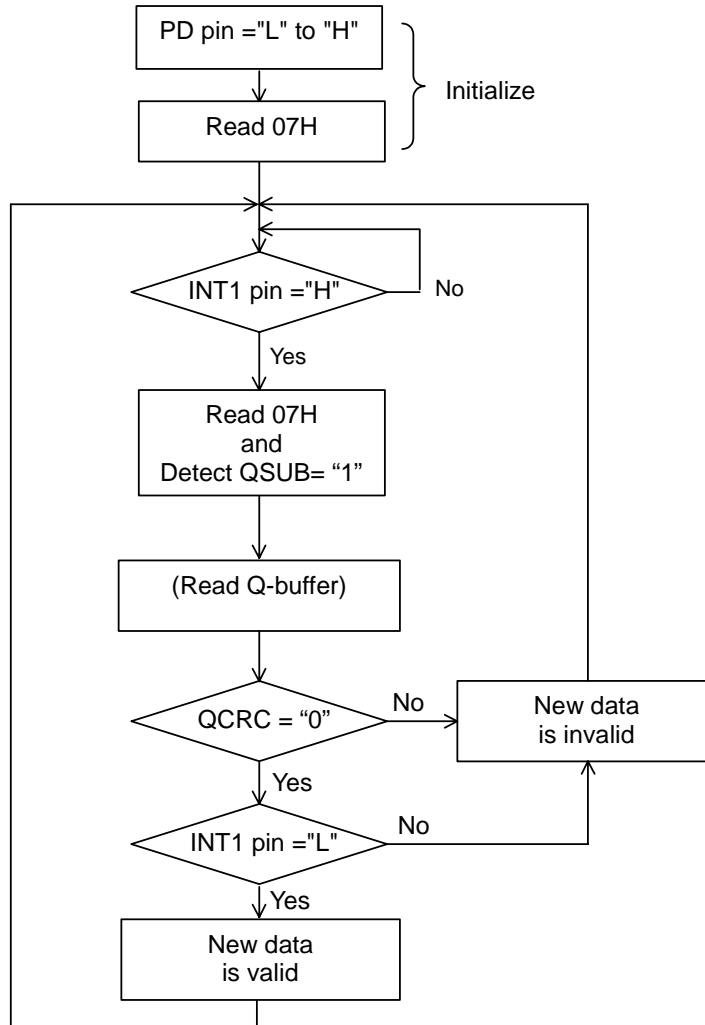 PD pin ="L" to "H"
Initialize
Read 07H
INT1 pin ="H"
No
Yes
Read 07H
and
Detect QSUB= “1”
(Read Q-buffer)
QCRC = “0”
No
New data
is invalid
Yes
INT1 pin ="L"
No
Yes
New data
is valid